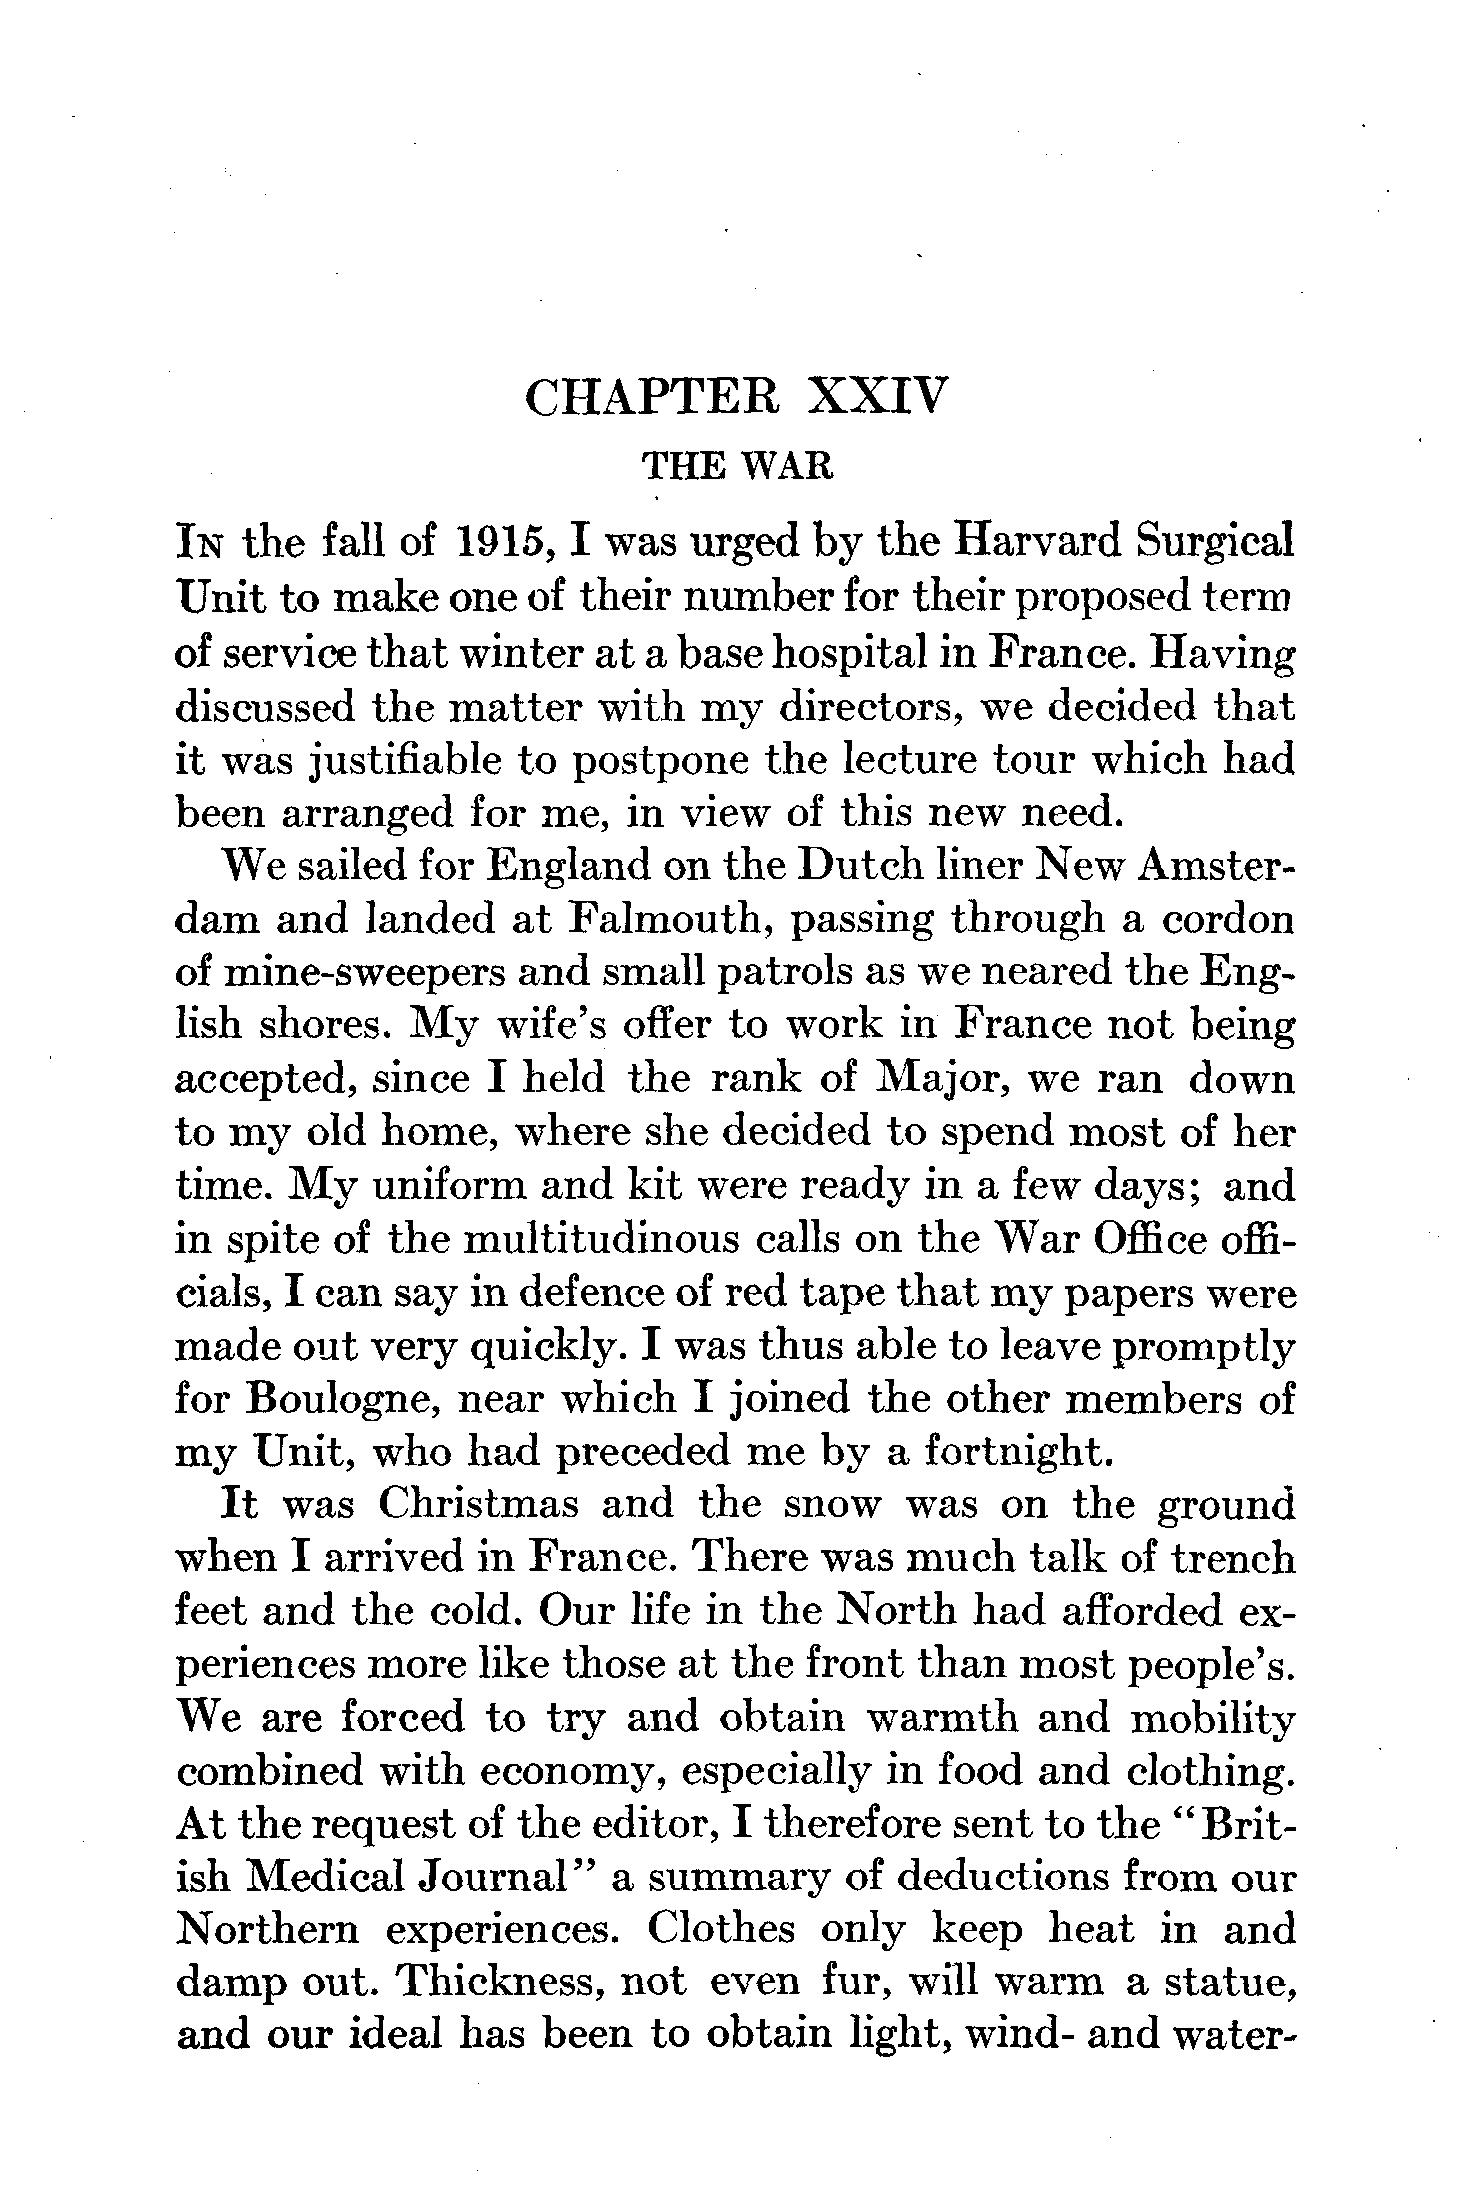 CHAPTER XXIV
THE WAR
IN the fall of 1915, I was urged by the Harvard Surgical
Unit to make one of their number for their proposed term
of service that winter at a base hospital in France. Having
discussed the matter with my directors, we decided that
it was justifiable to postpone the lecture tour which had
been arranged for me, in view of this new need.
We sailed for England on the Dutch liner New Amster-
dam and landed at Falmouth, passing through a cordon
of mine-sweepers and small patrols as we neared the Eng-
lish shores. My wife's offer to work in France not being
accepted, since I held the rank of Major, we ran down
to my old home, where she decided to spend most of her
time. My uniform and kit were ready in a few days; and
in spite of the multitudinous calls on the War Office offi-
cials, I can say in defence of red tape that my papers were
made out very quickly. I was thus able to leave promptly
for Boulogne, near which I joined the other members of
my Unit, who had preceded me by a fortnight.
It was Christmas and the snow was on the ground
when I arrived in France. There was much talk of trench
feet and the cold. Our life in the North had afforded ex-
periences more like those at the front than most people's.
We are forced to try and obtain warmth and mobility
combined with economy, especially in food and clothing.
At the request of the editor, I therefore sent to the "Brit-
ish Medical Journal" a summary of deductions from our
Northern experiences. Clothes only keep heat in and
damp out. Thickness, not even fur, will warm a statue,
and our ideal has been to obtain light, wind- and water-